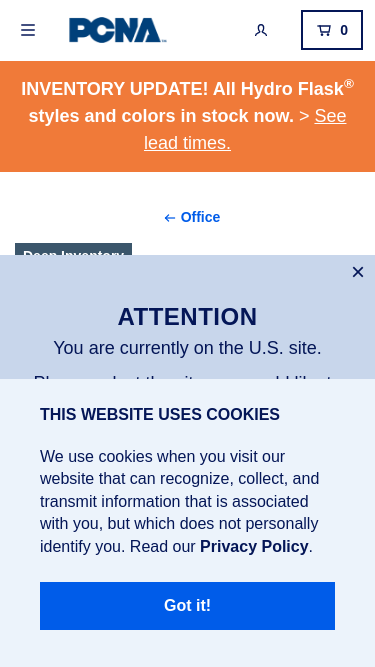 PCNA
0
INVENTORY UPDATE! All Hydro Flask®
styles and colors in stock now. > See
lead times.
← Office
Deep Inventory
×
ATTENTION
You are currently on the U.S. site.
THIS WEBSITE USES COOKIES
We use cookies when you visit our
website that can recognize, collect, and
transmit information that is associated
with you, but which does not personally
identify you. Read our Privacy Policy.
Got it!